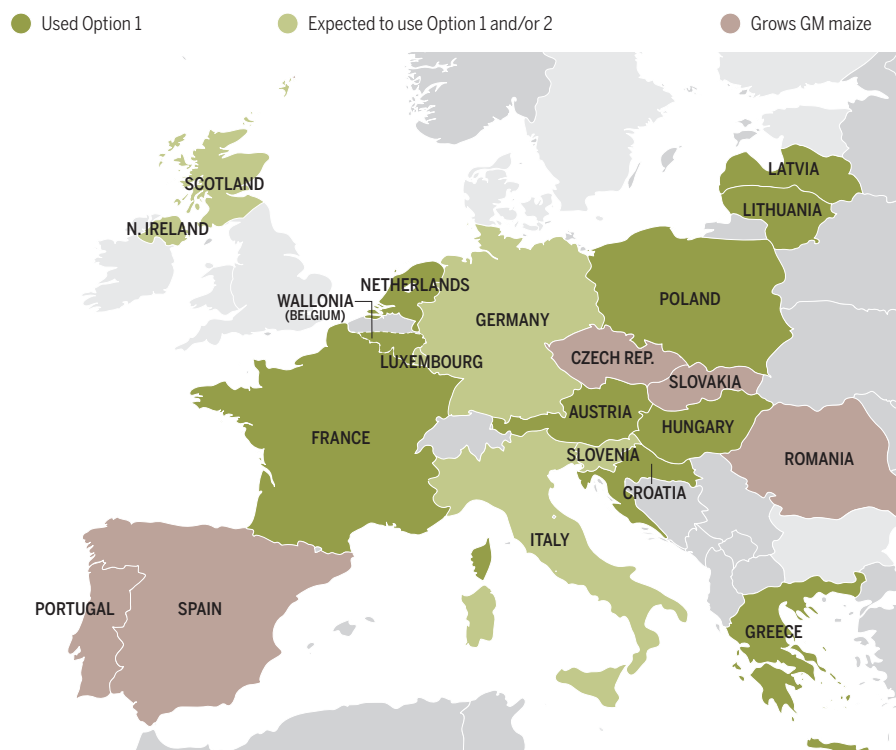 Used Option 1
Expected to use Option 1 and/or 2
Grows GM maize
LATVIA
SCOTLAND
LITHUANIA
N. IRELAND
NETHERLANDS
WALLONIA
(BELGIUM)
POLAND
GERMANY
LUXEMBOURG
CZECH REP.
SLOVAKIA
AUSTRIA
HUNGARY
FRANCE
SLOVENIA
ROMANIA
CROATIA
ITALY
PORTUGAL
SPAIN
GREECE